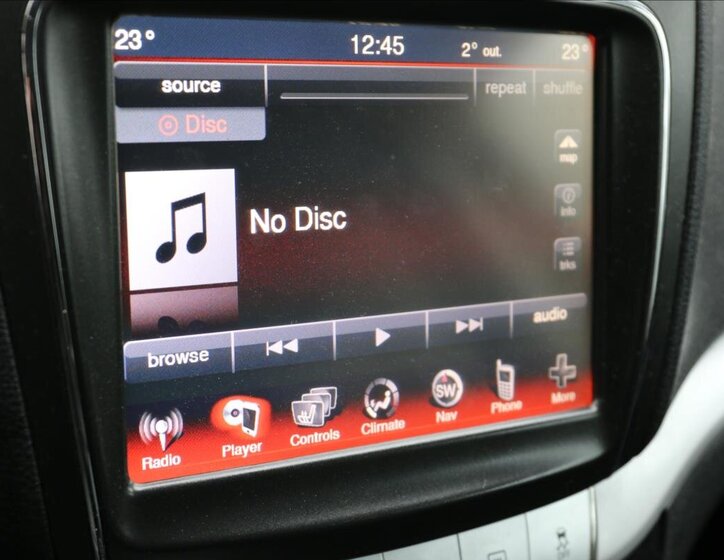 23° 12:45 2° out. 23°
source repeat shuffle
Disc map
info
No Disc
trks
browse audio
Radio Player Controls Climate Nav Phone More
SW